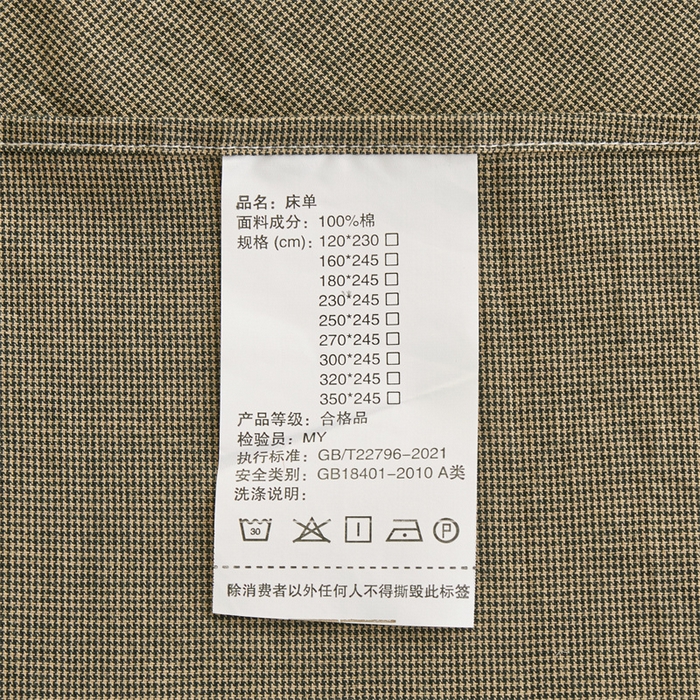 品名：床单
面料成分：100%棉
规格 (cm)：120*230 □
160*245 □
180*245 □
230*245 □
250*245 □
270*245 □
300*245 □
320*245 □
350*245 □
产品等级：合格品
检验员：MY
执行标准：GB/T22796-2021
安全类别：GB18401-2010 A类
洗涤说明：
30 P
除消费者以外任何人不得撕毁此标签